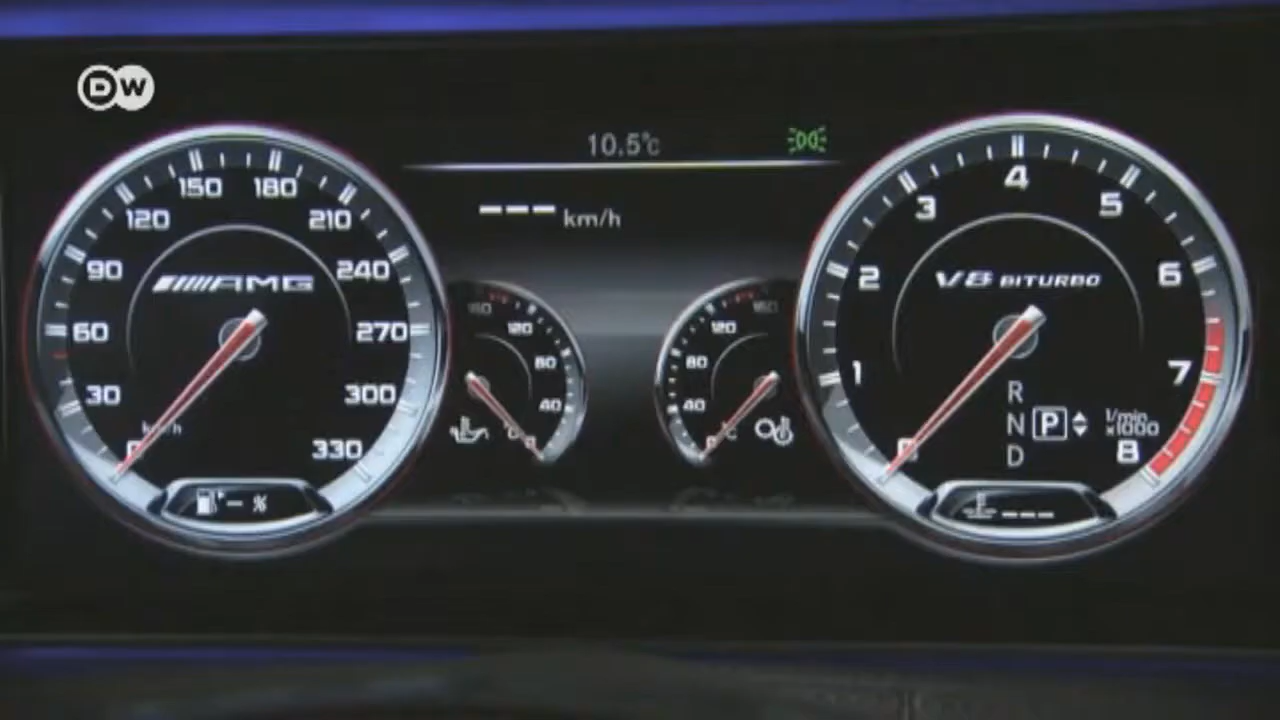 DW
10.5°C
--- km/h
150 180
120 210
90 240
AMG
60 270
30 300
km/h
0 330
- %
160
120
80
40
0
160
120
80
40
0 °C
4
3 5
2 6
V8 BITURBO
1 7
R
N P
D
1/min
x1000
0 8
---